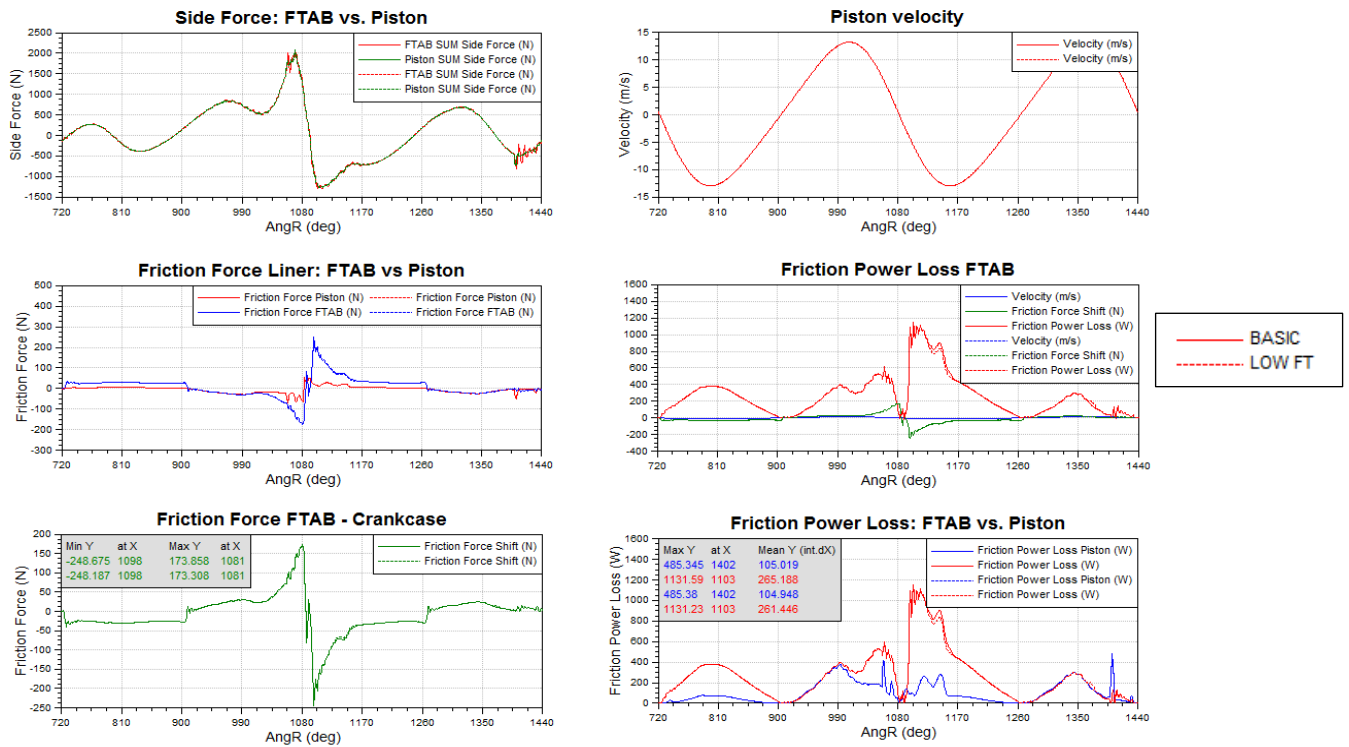 Side Force: FTAB vs. Piston
Side Force (N)
2500
2000
1500
1000
500
0
-500
-1000
-1500
FTAB SUM Side Force (N)
Piston SUM Side Force (N)
FTAB SUM Side Force (N)
Piston SUM Side Force (N)
720 810 900 990 1080 1170 1260 1350 1440
AngR (deg)
Piston velocity
Velocity (m/s)
15
10
5
0
-5
-10
-15
Velocity (m/s)
Velocity (m/s)
720 810 900 990 1080 1170 1260 1350 1440
AngR (deg)
Friction Force Liner: FTAB vs Piston
Friction Force (N)
500
400
300
200
100
0
-100
-200
-300
Friction Force Piston (N) Friction Force Piston (N)
Friction Force FTAB (N) Friction Force FTAB (N)
720 810 900 990 1080 1170 1260 1350 1440
AngR (deg)
Friction Power Loss FTAB
1600
1400
1200
1000
800
600
400
200
0
-200
-400
Velocity (m/s)
Friction Force Shift (N)
Friction Power Loss (W)
Velocity (m/s)
Friction Force Shift (N)
Friction Power Loss (W)
720 810 900 990 1080 1170 1260 1350 1440
AngR (deg)
BASIC
LOW FT
Friction Force FTAB - Crankcase
Friction Force (N)
200
150
100
50
0
-50
-100
-150
-200
-250
Min Y at X Max Y at X
-248.675 1098 173.858 1081
-248.187 1098 173.308 1081
Friction Force Shift (N)
Friction Force Shift (N)
720 810 900 990 1080 1170 1260 1350 1440
AngR (deg)
Friction Power Loss: FTAB vs. Piston
Friction Power Loss (W)
1600
1400
1200
1000
800
600
400
200
0
Max Y at X Mean Y (int.dX)
485.345 1402 105.019
1131.59 1103 265.188
485.38 1402 104.948
1131.23 1103 261.446
Friction Power Loss Piston (W)
Friction Power Loss (W)
Friction Power Loss Piston (W)
Friction Power Loss (W)
720 810 900 990 1080 1170 1260 1350 1440
AngR (deg)